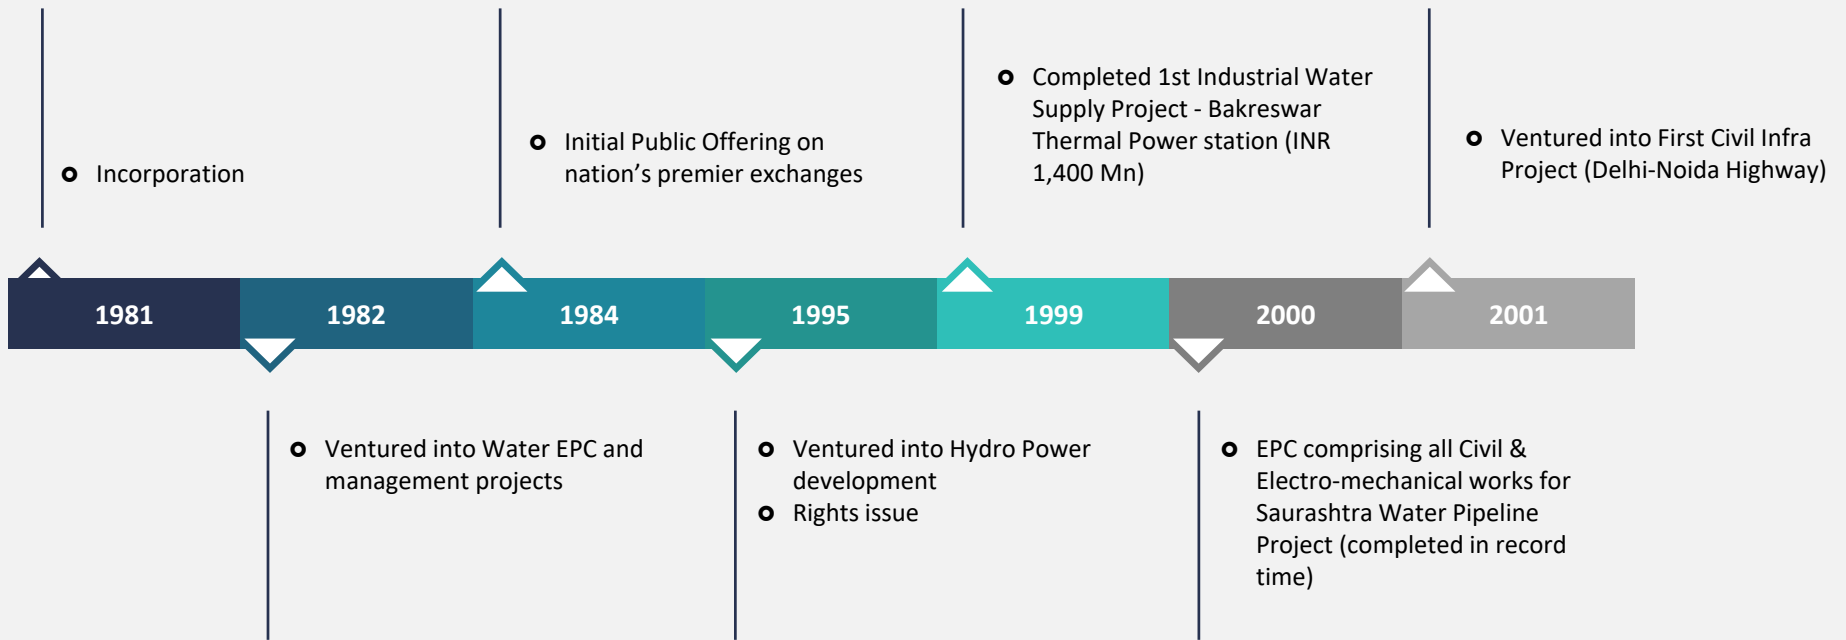 Incorporation
Initial Public Offering on
nation’s premier exchanges
Completed 1st Industrial Water
Supply Project - Bakreswar
Thermal Power station (INR
1,400 Mn)
Ventured into First Civil Infra
Project (Delhi-Noida Highway)
1981
1982
1984
1995
1999
2000
2001
Ventured into Water EPC and
management projects
Ventured into Hydro Power
development
Rights issue
EPC comprising all Civil &
Electro-mechanical works for
Saurashtra Water Pipeline
Project (completed in record
time)